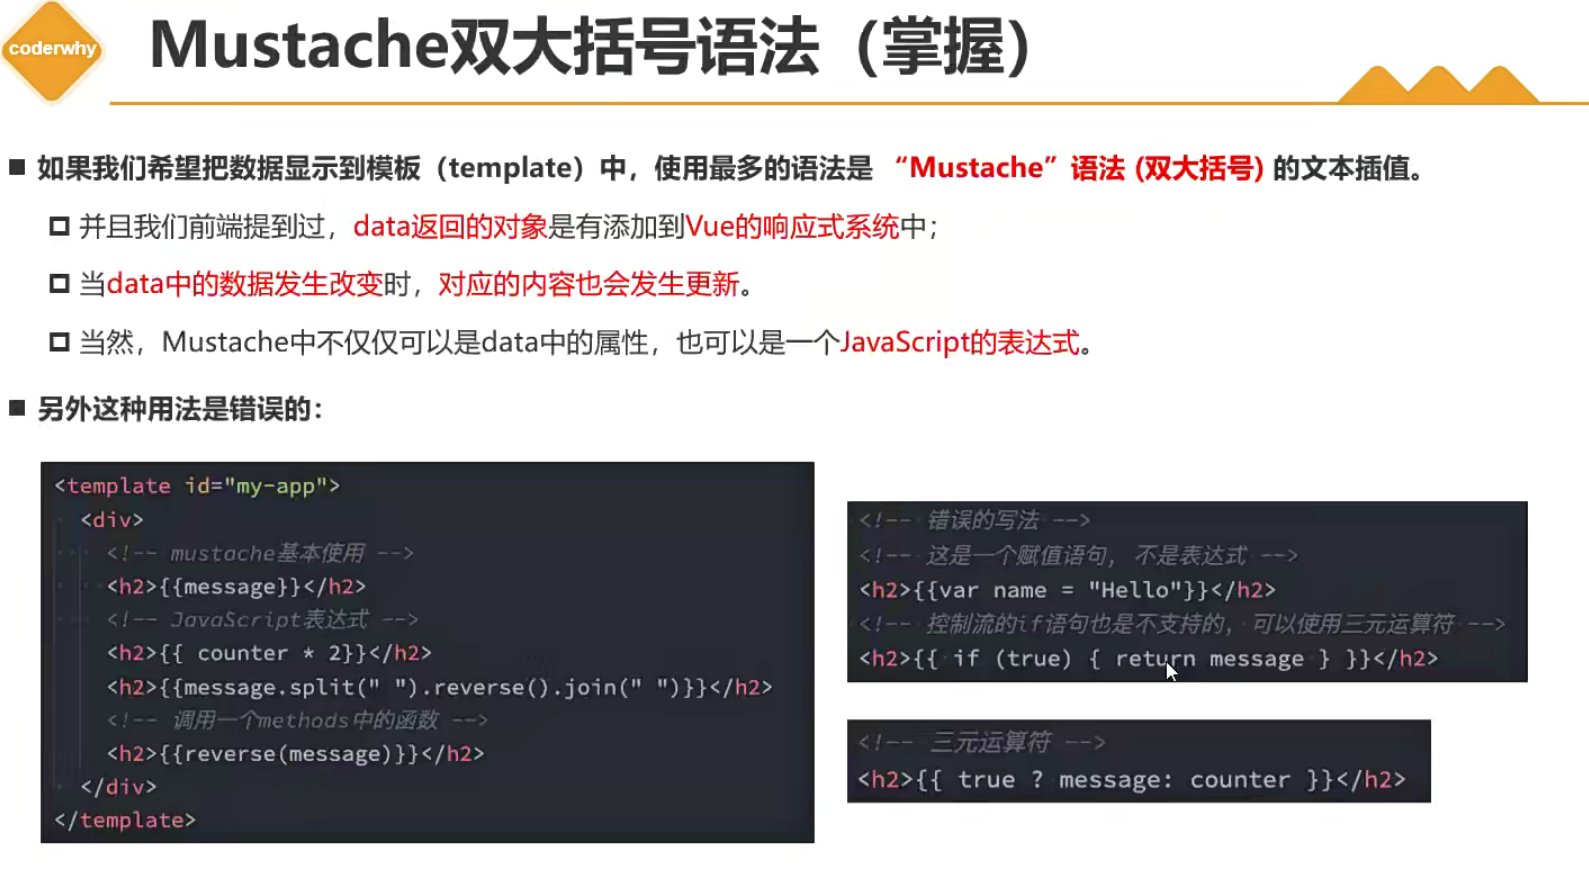 coderwhy
Mustache双大括号语法（掌握）
如果我们希望把数据显示到模板（template）中，使用最多的语法是 “Mustache”语法 (双大括号) 的文本插值。
并且我们前端提到过，data返回的对象是有添加到Vue的响应式系统中；
当data中的数据发生改变时，对应的内容也会发生更新。
当然，Mustache中不仅仅可以是data中的属性，也可以是一个JavaScript的表达式。
另外这种用法是错误的：
<template id="my-app">
<div>
<!-- mustache基本使用 -->
<h2>{{message}}</h2>
<!-- JavaScript表达式 -->
<h2>{{ counter * 2}}</h2>
<h2>{{message.split(" ").reverse().join(" ")}}</h2>
<!-- 调用一个methods中的函数 -->
<h2>{{reverse(message)}}</h2>
</div>
</template>
<!-- 错误的写法 -->
<!-- 这是一个赋值语句, 不是表达式 -->
<h2>{{var name = "Hello"}}</h2>
<!-- 控制流的if语句也是不支持的, 可以使用三元运算符 -->
<h2>{{ if (true) { return message } }}</h2>
<!-- 三元运算符 -->
<h2>{{ true ? message: counter }}</h2>